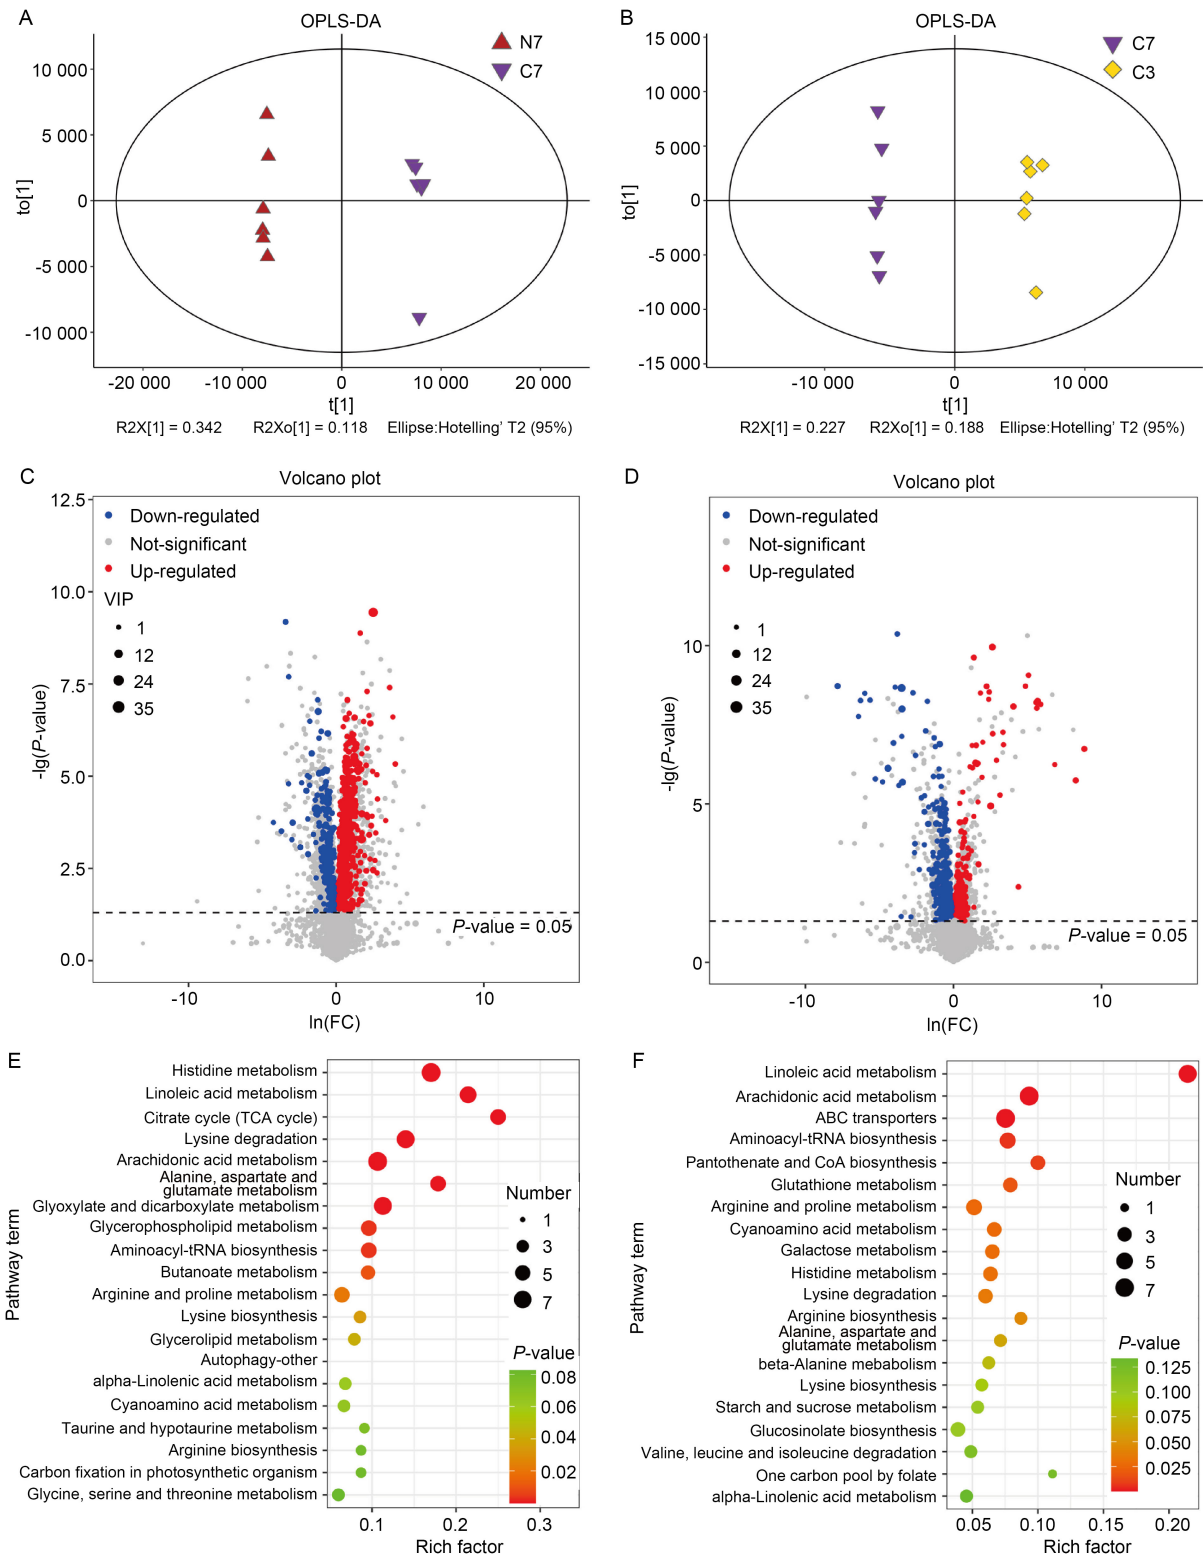 A
OPLS-DA
N7
C7
10 000
5 000
0
-5 000
-10 000
to[1]
-20 000
-10 000
0
10 000
20 000
t[1]
R2X[1] = 0.342
R2Xo[1] = 0.118
Ellipse:Hotelling' T2 (95%)
B
OPLS-DA
C7
C3
15 000
10 000
5 000
0
-5 000
-10 000
-15 000
to[1]
-10 000
0
10 000
t[1]
R2X[1] = 0.227
R2Xo[1] = 0.188
Ellipse:Hotelling' T2 (95%)
C
Volcano plot
12.5
10.0
7.5
5.0
2.5
0.0
-lg(P-value)
Down-regulated
Not-significant
Up-regulated
VIP
1
12
24
35
P-value = 0.05
-10
0
10
ln(FC)
D
Volcano plot
10
5
0
-lg(P-value)
Down-regulated
Not-significant
Up-regulated
1
12
24
35
P-value = 0.05
-10
0
10
ln(FC)
E
Pathway term
Histidine metabolism
Linoleic acid metabolism
Citrate cycle (TCA cycle)
Lysine degradation
Arachidonic acid metabolism
Alanine, aspartate and
glutamate metabolism
Glyoxylate and dicarboxylate metabolism
Glycerophospholipid metabolism
Aminoacyl-tRNA biosynthesis
Butanoate metabolism
Arginine and proline metabolism
Lysine biosynthesis
Glycerolipid metabolism
Autophagy-other
alpha-Linolenic acid metabolism
Cyanoamino acid metabolism
Taurine and hypotaurine metabolism
Arginine biosynthesis
Carbon fixation in photosynthetic organism
Glycine, serine and threonine metabolism
Number
1
3
5
7
P-value
0.08
0.06
0.04
0.02
0.1
0.2
0.3
Rich factor
F
Pathway term
Linoleic acid metabolism
Arachidonic acid metabolism
ABC transporters
Aminoacyl-tRNA biosynthesis
Pantothenate and CoA biosynthesis
Glutathione metabolism
Arginine and proline metabolism
Cyanoamino acid metabolism
Galactose metabolism
Histidine metabolism
Lysine degradation
Arginine biosynthesis
Alanine, aspartate and
glutamate metabolism
beta-Alanine mebabolism
Lysine biosynthesis
Starch and sucrose metabolism
Glucosinolate biosynthesis
Valine, leucine and isoleucine degradation
One carbon pool by folate
alpha-Linolenic acid metabolism
Number
1
3
5
7
P-value
0.125
0.100
0.075
0.050
0.025
0.05
0.10
0.15
0.20
Rich factor